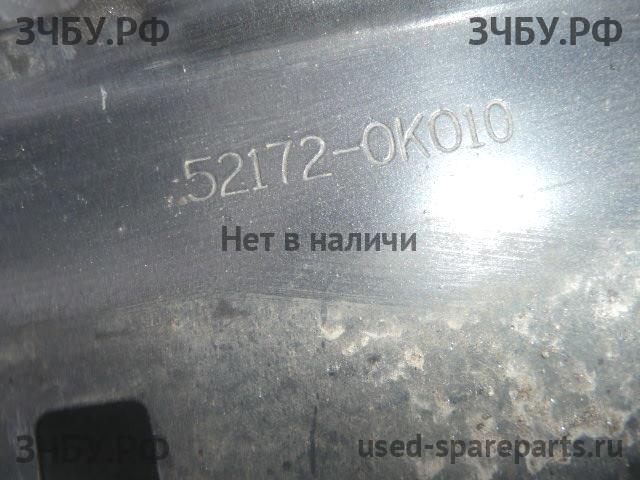 ЗЧБУ.РФ ЗЧБУ.РФ
52172-0K010
Нет в наличи
ЗЧБУ.РФ used-spareparts.ru